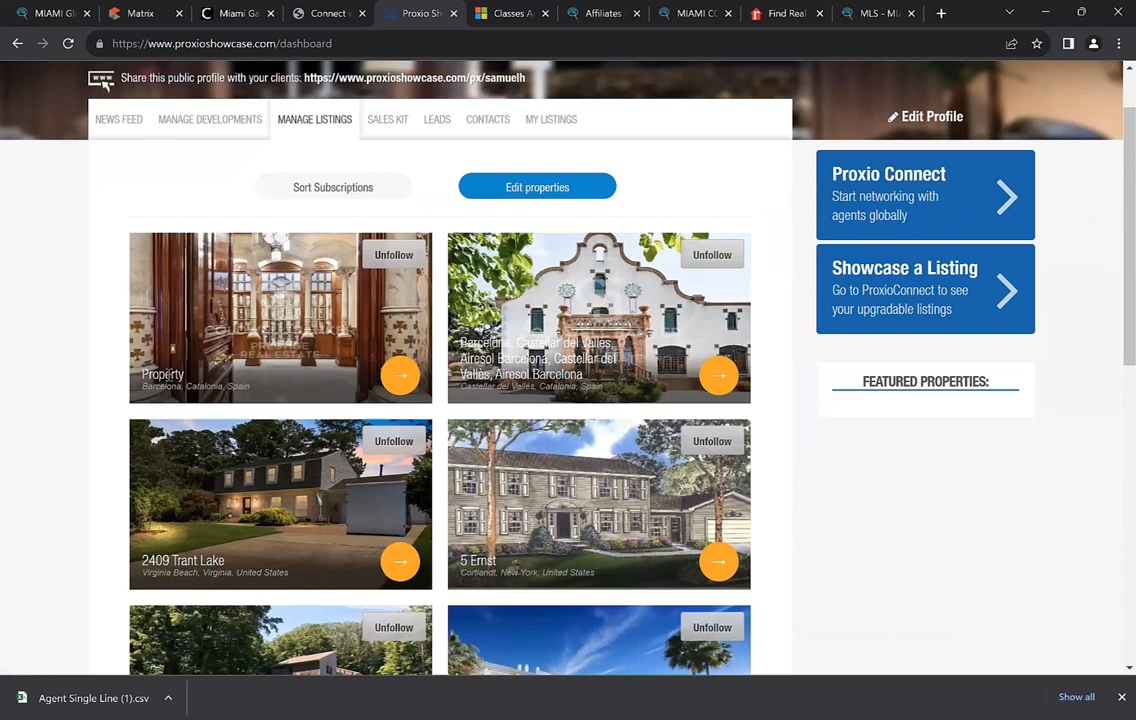 MIAMI Gl
Matrix
Miami Ga
Connect w
Proxio Sh
Classes A
Affiliates -
MIAMI CO
Find Real
MLS - MIA
https://www.proxioshowcase.com/dashboard
Share this public profile with your clients: https://www.proxioshowcase.com/px/samuelh
NEWS FEED
MANAGE DEVELOPMENTS
MANAGE LISTINGS
SALES KIT
LEADS
CONTACTS
MY LISTINGS
Edit Profile
Sort Subscriptions
Edit properties
Unfollow
Property
Barcelona, Catalonia, Spain
Unfollow
Barcelona, Castellar del Valles,
Airesol Barcelona, Castellar del
Valles, Airesol Barcelona
Castellar del Vallés, Catalonia, Spain
Unfollow
2409 Trant Lake
Virginia Beach, Virginia, United States
Unfollow
5 Ernst
Cortlandt, New York, United States
Unfollow
Unfollow
Proxio Connect
Start networking with
agents globally
Showcase a Listing
Go to ProxioConnect to see
your upgradable listings
FEATURED PROPERTIES:
Agent Single Line (1).csv
Show all